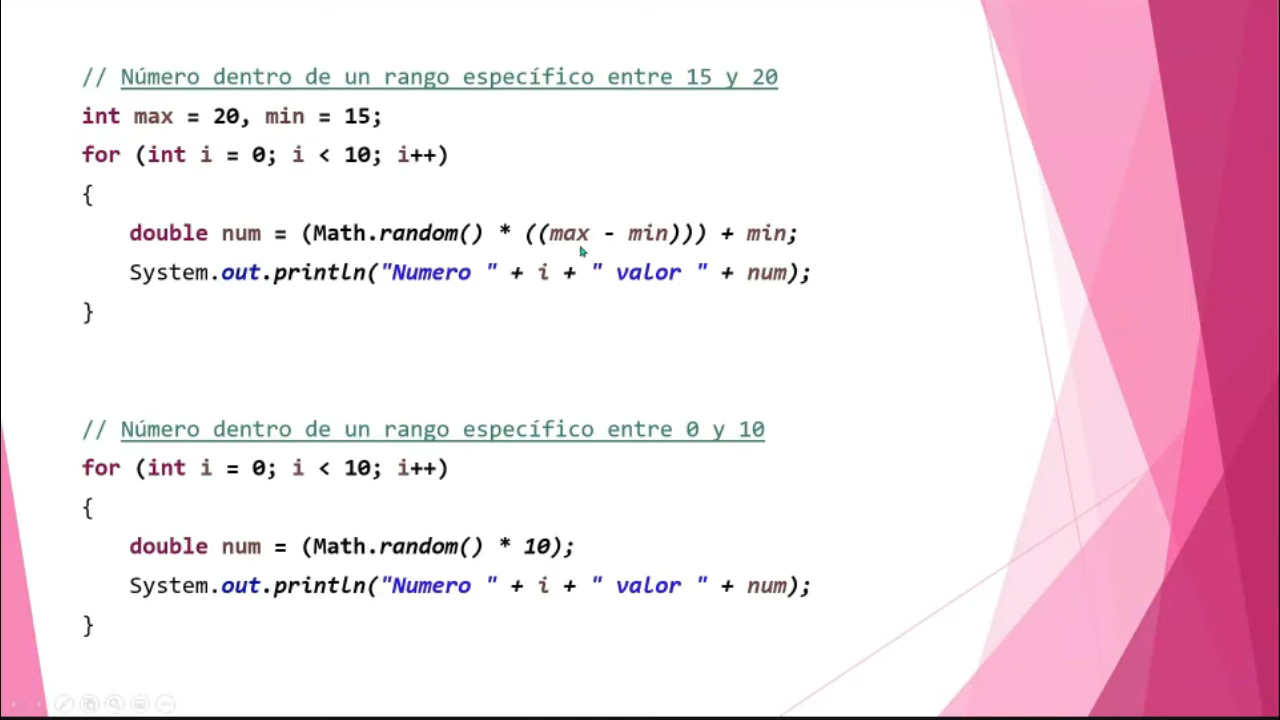 // Número dentro de un rango específico entre 15 y 20
int max = 20, min = 15;
for (int i = 0; i < 10; i++)
{
double num = (Math.random() * ((max - min))) + min;
System.out.println("Numero " + i + " valor " + num);
}
// Número dentro de un rango específico entre 0 y 10
for (int i = 0; i < 10; i++)
{
double num = (Math.random() * 10);
System.out.println("Numero " + i + " valor " + num);
}